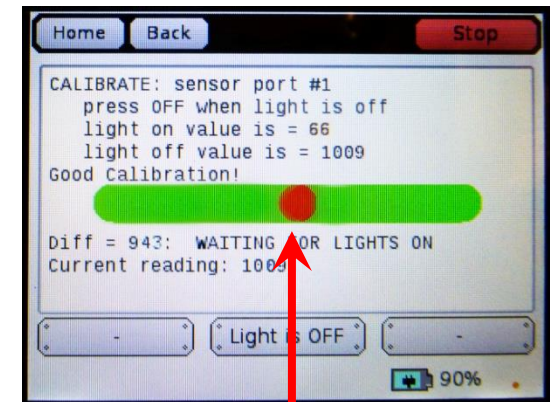 Home Back Stop
CALIBRATE: sensor port #1
press OFF when light is off
light on value is = 66
light off value is = 1009
Good Calibration!
Diff = 943: WAITING FOR LIGHTS ON
Current reading: 1009
- Light is OFF -
90%